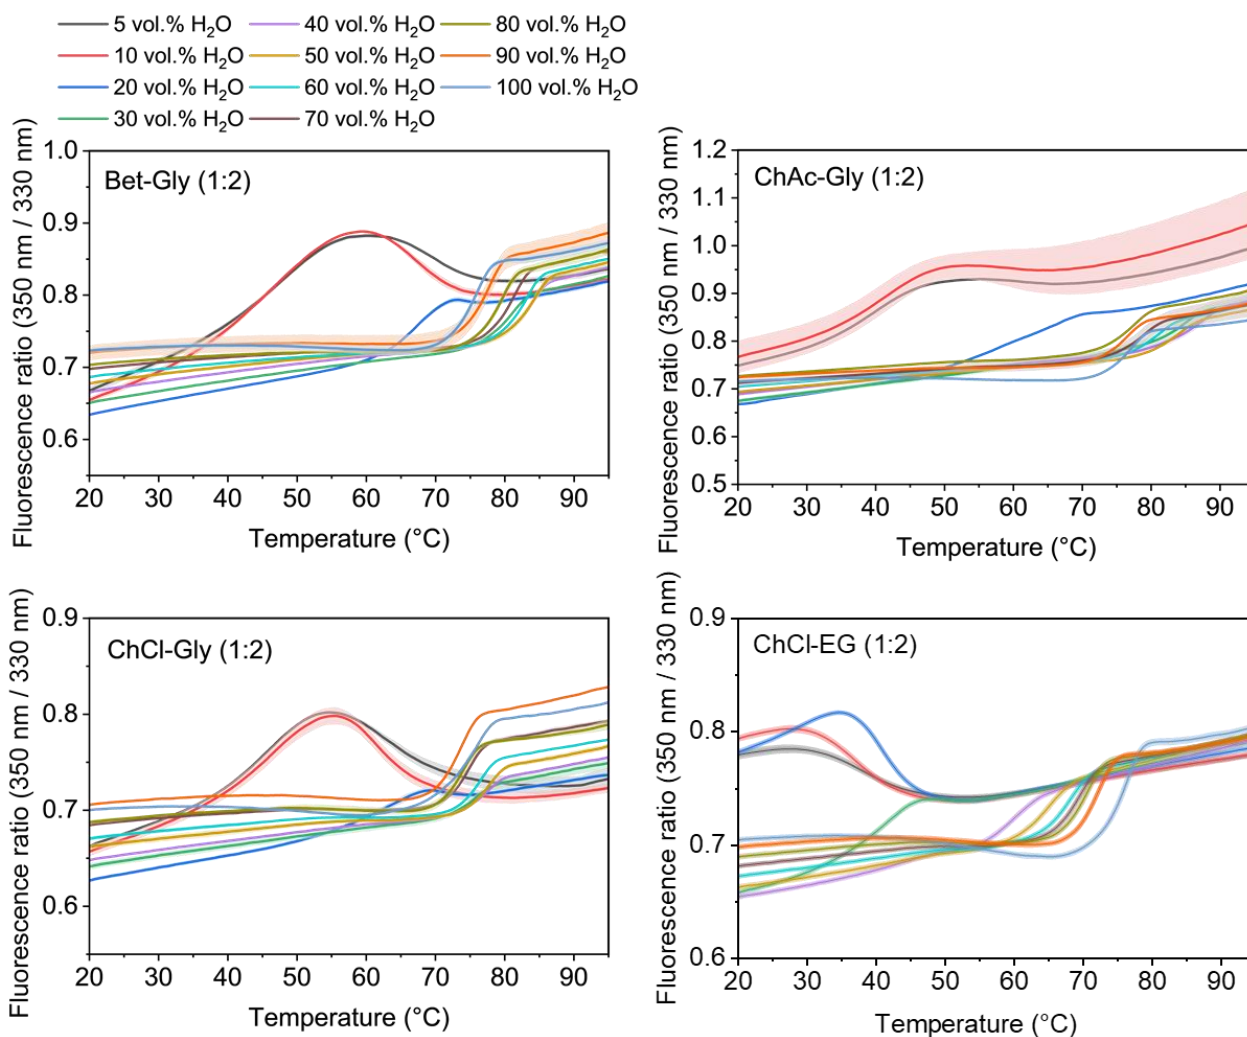 5 vol.% H₂O 40 vol.% H₂O 80 vol.% H₂O
10 vol.% H₂O 50 vol.% H₂O 90 vol.% H₂O
20 vol.% H₂O 60 vol.% H₂O 100 vol.% H₂O
30 vol.% H₂O 70 vol.% H₂O
Fluorescence ratio (350 nm / 330 nm)
1.0
0.9
0.8
0.7
0.6
Bet-Gly (1:2)
20 30 40 50 60 70 80 90
Temperature (°C)
Fluorescence ratio (350 nm / 330 nm)
1.2
1.1
1.0
0.9
0.8
0.7
0.6
0.5
ChAc-Gly (1:2)
20 30 40 50 60 70 80 90
Temperature (°C)
Fluorescence ratio (350 nm / 330 nm)
0.9
0.8
0.7
0.6
ChCl-Gly (1:2)
20 30 40 50 60 70 80 90
Temperature (°C)
Fluorescence ratio (350 nm / 330 nm)
0.9
0.8
0.7
0.6
ChCl-EG (1:2)
20 30 40 50 60 70 80 90
Temperature (°C)